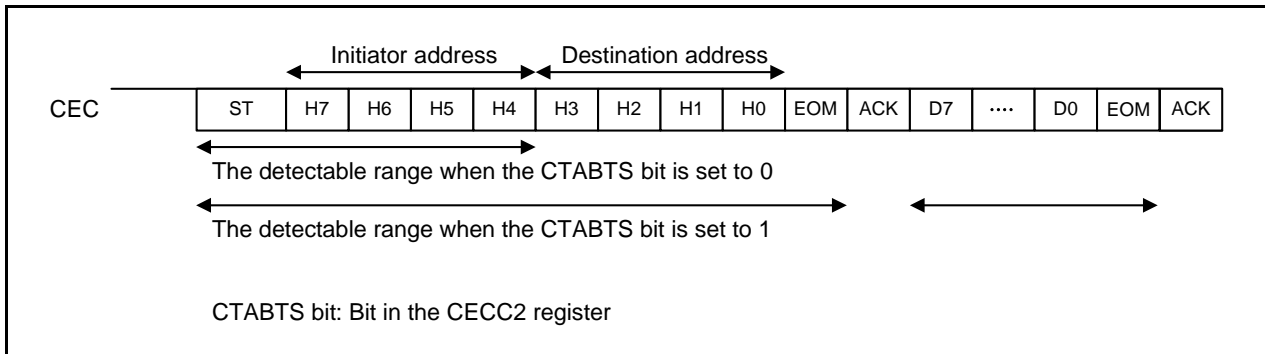 Initiator address Destination address
CEC ST H7 H6 H5 H4 H3 H2 H1 H0 EOM ACK D7 ···· D0 EOM ACK
The detectable range when the CTABTS bit is set to 0
The detectable range when the CTABTS bit is set to 1
CTABTS bit: Bit in the CECC2 register